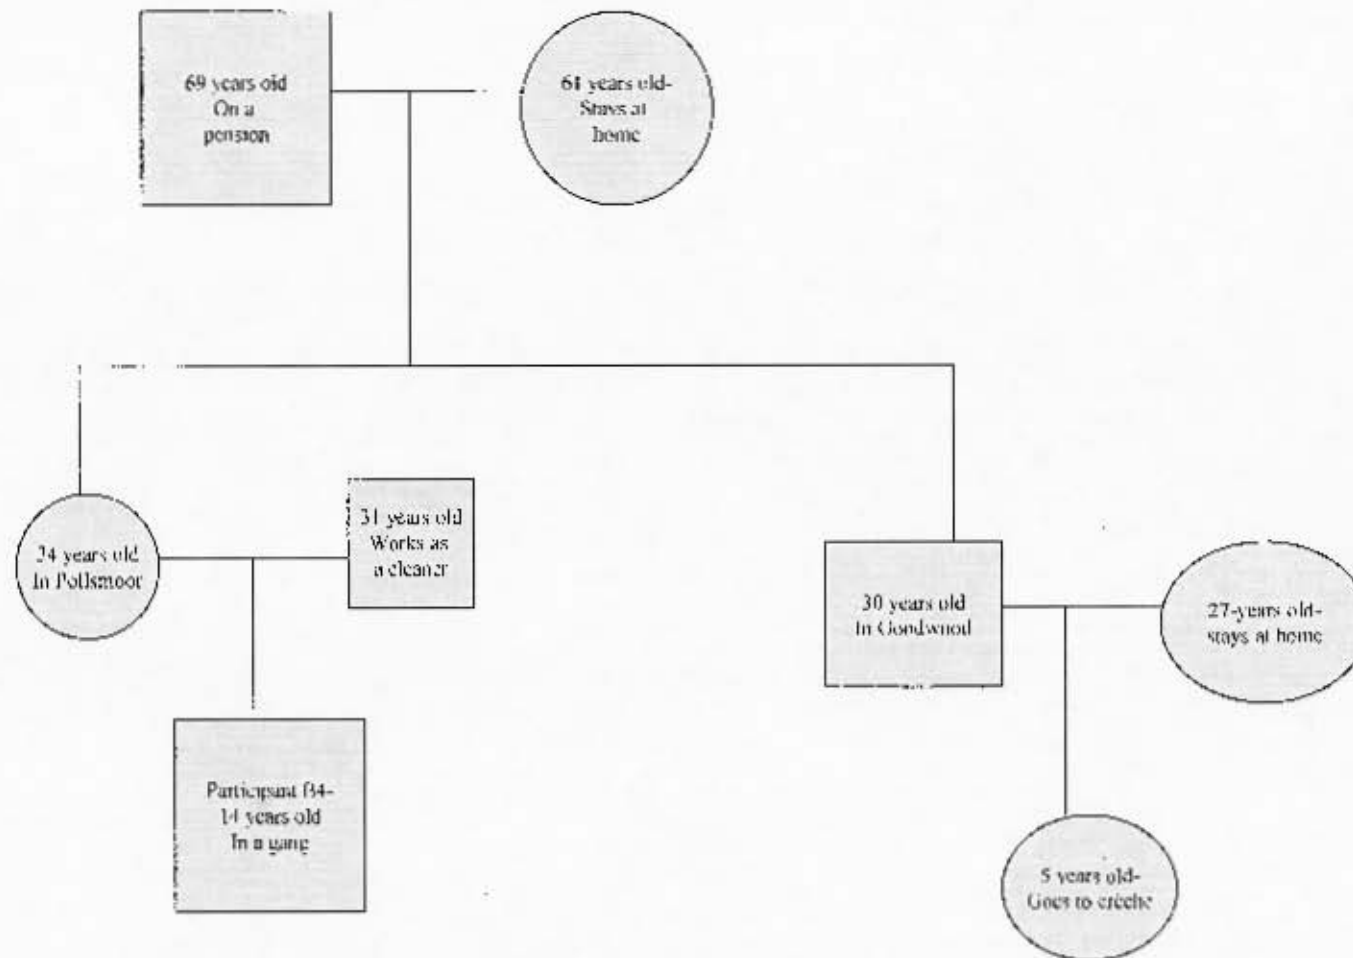 69 years old
On a
pension
61 years old-
Stays at
home
34 years old
In Pollsmoor
31 years old
Works as
a cleaner
30 years old
In Goodwood
27-years old-
stays at home
Participant B4-
14 years old
In a gang
5 years old-
Goes to crèche